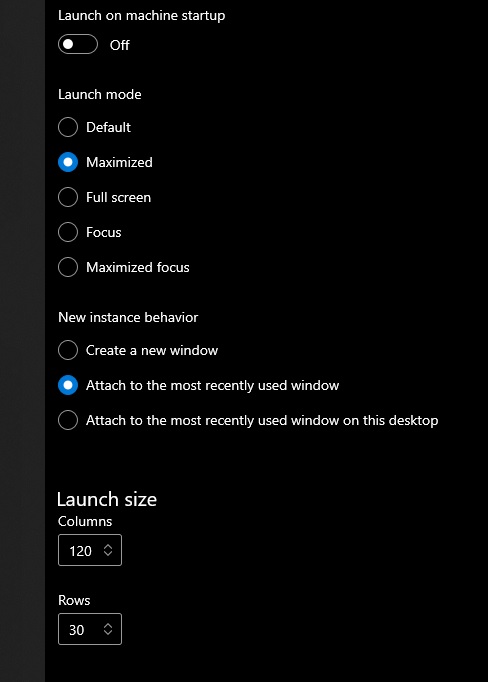 Launch on machine startup
Off
Launch mode
Default
Maximized
Full screen
Focus
Maximized focus
New instance behavior
Create a new window
Attach to the most recently used window
Attach to the most recently used window on this desktop
Launch size
Columns
120
Rows
30